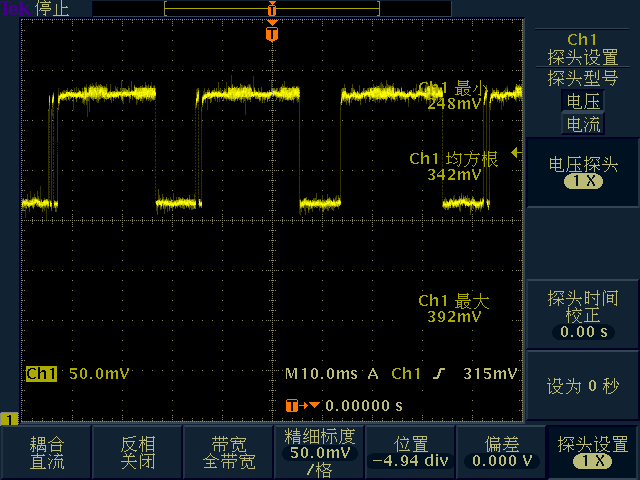 Tek 停止
T
T
Ch1
探头设置
探头型号
电压
电流
Ch1 最小
248mV
Ch1 均方根
342mV
电压探头
1 X
Ch1 最大
392mV
探头时间
校正
0.00 s
Ch1 50.0mV
M10.0ms A Ch1 315mV
T 0.00000 s
设为 0 秒
1
耦合
直流
反相
关闭
带宽
全带宽
精细标度
50.0mV
/格
位置
-4.94 div
偏差
0.000 V
探头设置
1 X